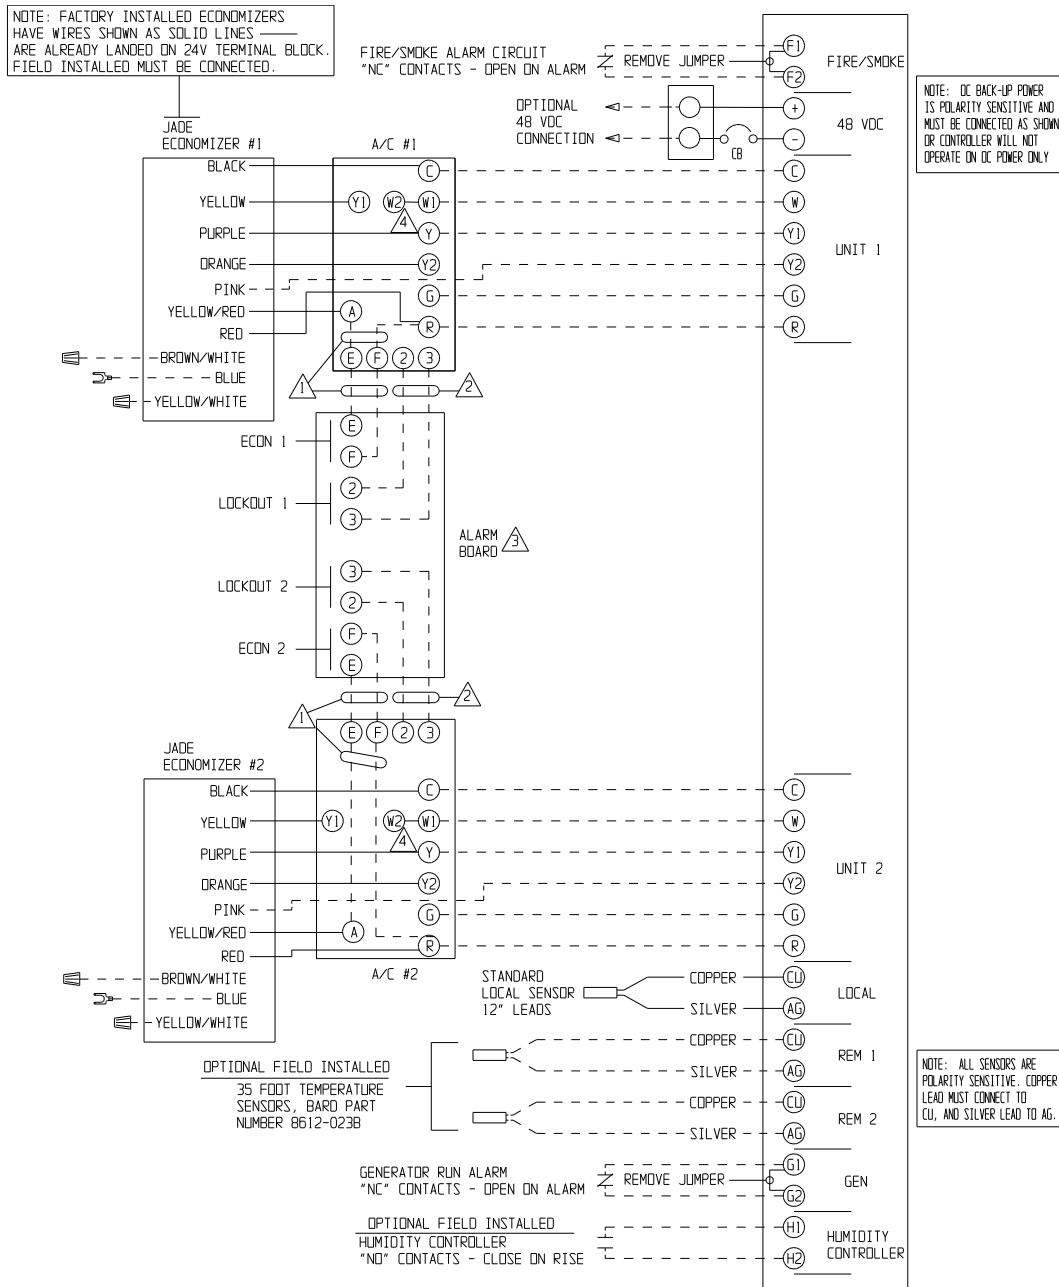 NOTE: FACTORY INSTALLED ECONOMIZERS
HAVE WIRES SHOWN AS SOLID LINES
ARE ALREADY LANDED ON 24V TERMINAL BLOCK.
FIELD INSTALLED MUST BE CONNECTED.
FIRE/SMOKE ALARM CIRCUIT
"NC" CONTACTS - OPEN ON ALARM
REMOVE JUMPER
F1
F2
FIRE/SMOKE
OPTIONAL
48 VDC
CONNECTION
CB
+
-
48 VDC
NOTE: DC BACK-UP POWER
IS POLARITY SENSITIVE AND
MUST BE CONNECTED AS SHOWN
OR CONTROLLER WILL NOT
OPERATE ON DC POWER ONLY
JADE
ECONOMIZER #1
A/C #1
BLACK
YELLOW
PURPLE
ORANGE
PINK
YELLOW/RED
RED
BROWN/WHITE
BLUE
YELLOW/WHITE
C
Y1
W2
W1
4
Y
Y2
G
A
R
E
F
2
3
C
W
Y1
Y2
G
R
UNIT 1
1
2
ECON 1
E
F
LOCKOUT 1
2
3
ALARM
BOARD
3
LOCKOUT 2
3
2
ECON 2
F
E
1
2
E
F
2
3
JADE
ECONOMIZER #2
BLACK
YELLOW
PURPLE
ORANGE
PINK
YELLOW/RED
RED
BROWN/WHITE
BLUE
YELLOW/WHITE
C
Y1
W2
W1
4
Y
Y2
G
A
R
A/C #2
C
W
Y1
Y2
G
R
UNIT 2
STANDARD
LOCAL SENSOR
12" LEADS
COPPER
SILVER
CU
AG
LOCAL
OPTIONAL FIELD INSTALLED
35 FOOT TEMPERATURE
SENSORS, BARD PART
NUMBER 8612-023B
COPPER
SILVER
CU
AG
REM 1
COPPER
SILVER
CU
AG
REM 2
NOTE: ALL SENSORS ARE
POLARITY SENSITIVE. COPPER
LEAD MUST CONNECT TO
CU, AND SILVER LEAD TO AG.
GENERATOR RUN ALARM
"NC" CONTACTS - OPEN ON ALARM
REMOVE JUMPER
G1
G2
GEN
OPTIONAL FIELD INSTALLED
HUMIDITY CONTROLLER
"NO" CONTACTS - CLOSE ON RISE
H1
H2
HUMIDITY
CONTROLLER